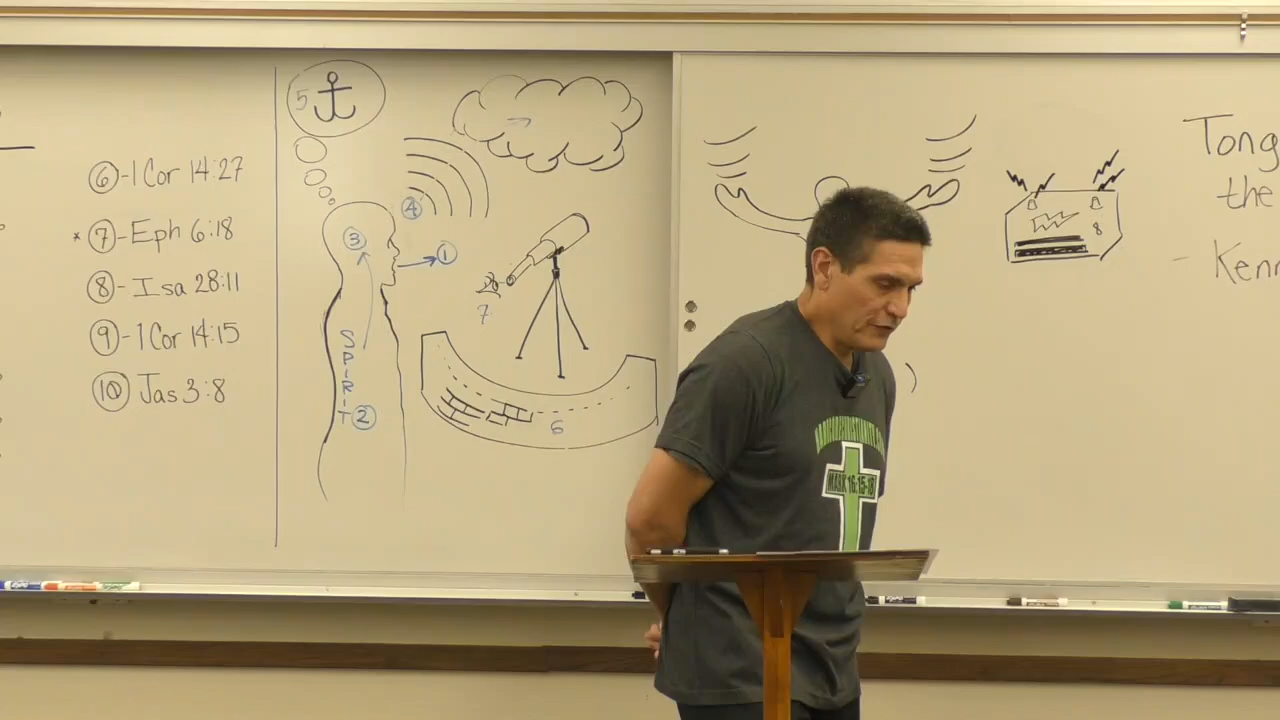 ⑥-1 Cor 14:27
* ⑦-Eph 6:18
⑧-Isa 28:11
⑨-1 Cor 14:15
⑩ Jas 3:8
5
4
3
1
S-P-I-R-I-T
2
7
6
8
Tong
the
- Kenn
MARK 16:15-18